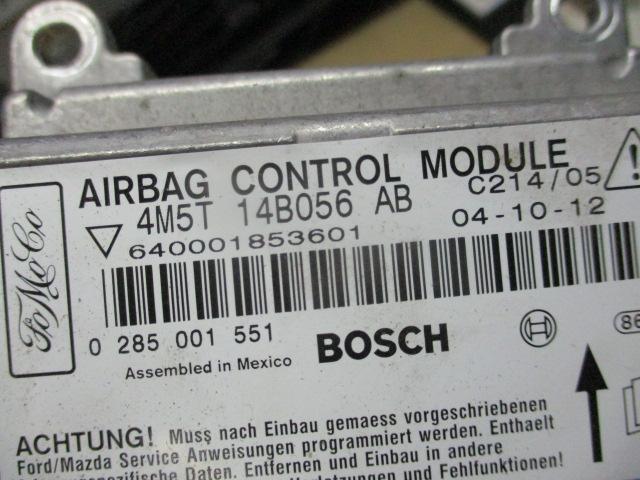 AIRBAG CONTROL MODULE
4M5T 14B056 AB C214/05
640001853601 04-10-12
FoMoCo
0 285 001 551 BOSCH
Assembled in Mexico
86
ACHTUNG! Muss nach Einbau gemaess vorgeschriebenen
Ford/Mazda Service Anweisungen programmiert werden. Enthaelt
Daten. Entfernen und Einbau in andere
und Fehlfunktionen!